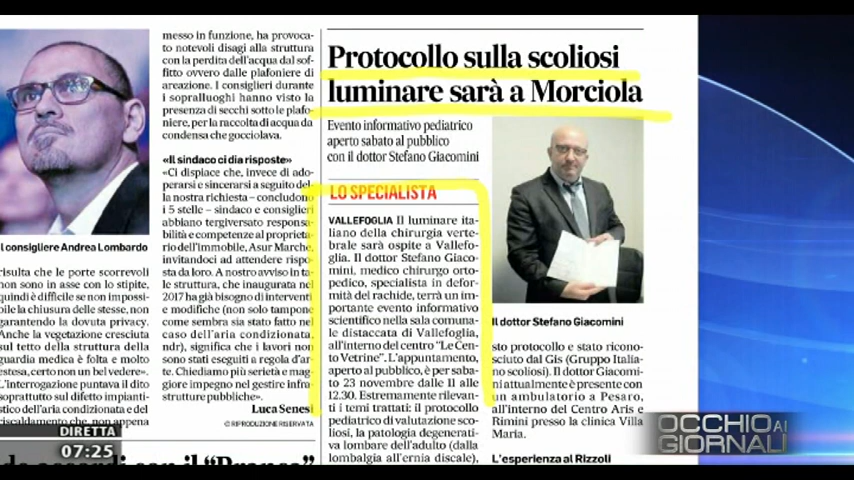 l consigliere Andrea Lombardo
risulta che le porte scorrevoli
non sono in asse con lo stipite,
quindi è difficile se non impossi-
bile la chiusura delle stesse, non
garantendo la dovuta privacy.
Anche la vegetazione cresciuta
sul tetto della struttura della
guardia medica è folta e molto
estesa, certo non un bel vedere».
L'interrogazione puntava il dito
soprattutto sul difetto impianti-
stico dell'aria condizionata e del
riscaldamento che non appena
messo in funzione, ha provoca-
to notevoli disagi alla struttura
con la perdita dell'acqua dal sof-
fitto ovvero dalle plafoniere di
areazione. I consiglieri durante
i sopralluoghi hanno visto la
presenza di secchi sotto le plafo-
niere, per la raccolta di acqua da
condensa che gocciolava.
«Il sindaco ci dia risposte»
«Ci dispiace che, invece di ado-
perarsi e sincerarsi a seguito del-
la nostra richiesta – concludono
i 5 stelle – sindaco e consiglieri
abbiano tergiversato responsa-
bilità e competenze al proprieta-
rio dell'immobile, Asur Marche,
invitandoci ad attendere rispo-
sta da loro. A nostro avviso in ta-
le struttura, che inaugurata nel
2017 ha già bisogno di interventi
e modifiche (non solo tampone
come sembra sia stato fatto nel
caso dell'aria condizionata,
ndr), significa che i lavori non
sono stati eseguiti a regola d'ar-
te. Chiediamo più serietà e mag-
giore impegno nel gestire infra-
strutture pubbliche».
Luca Senesi
© RIPRODUZIONE RISERVATA
Protocollo sulla scoliosi
luminare sarà a Morciola
Evento informativo pediatrico
aperto sabato al pubblico
con il dottor Stefano Giacomini
LO SPECIALISTA
VALLEFOGLIA Il luminare ita-
liano della chirurgia verte-
brale sarà ospite a Vallefo-
glia. Il dottor Stefano Giaco-
mini, medico chirurgo orto-
pedico, specialista in defor-
mità del rachide, terrà un im-
portante evento informativo
scientifico nella sala comuna-
le distaccata di Vallefoglia,
all'interno del centro “Le Cen-
to Vetrine”. L'appuntamento,
aperto al pubblico, è per sa-
bato 23 novembre dalle 11 alle
12.30. Estremamente rilevan-
ti i temi trattati: il protocollo
pediatrico di valutazione sco-
liosi, la patologia degenerati-
va lombare dell'adulto (dalla
lombalgia all'ernia discale),
Il dottor Stefano Giacomini
sto protocollo e stato ricono-
sciuto dal Gis (Gruppo Italia-
no scoliosi). Il dottor Giacomi-
ni attualmente è presente con
un ambulatorio a Pesaro,
all'interno del Centro Aris e
Rimini presso la clinica Villa
Maria.
L'esperienza al Rizzoli
DIRETTA
07:25
OCCHIO AI
GIORNALI